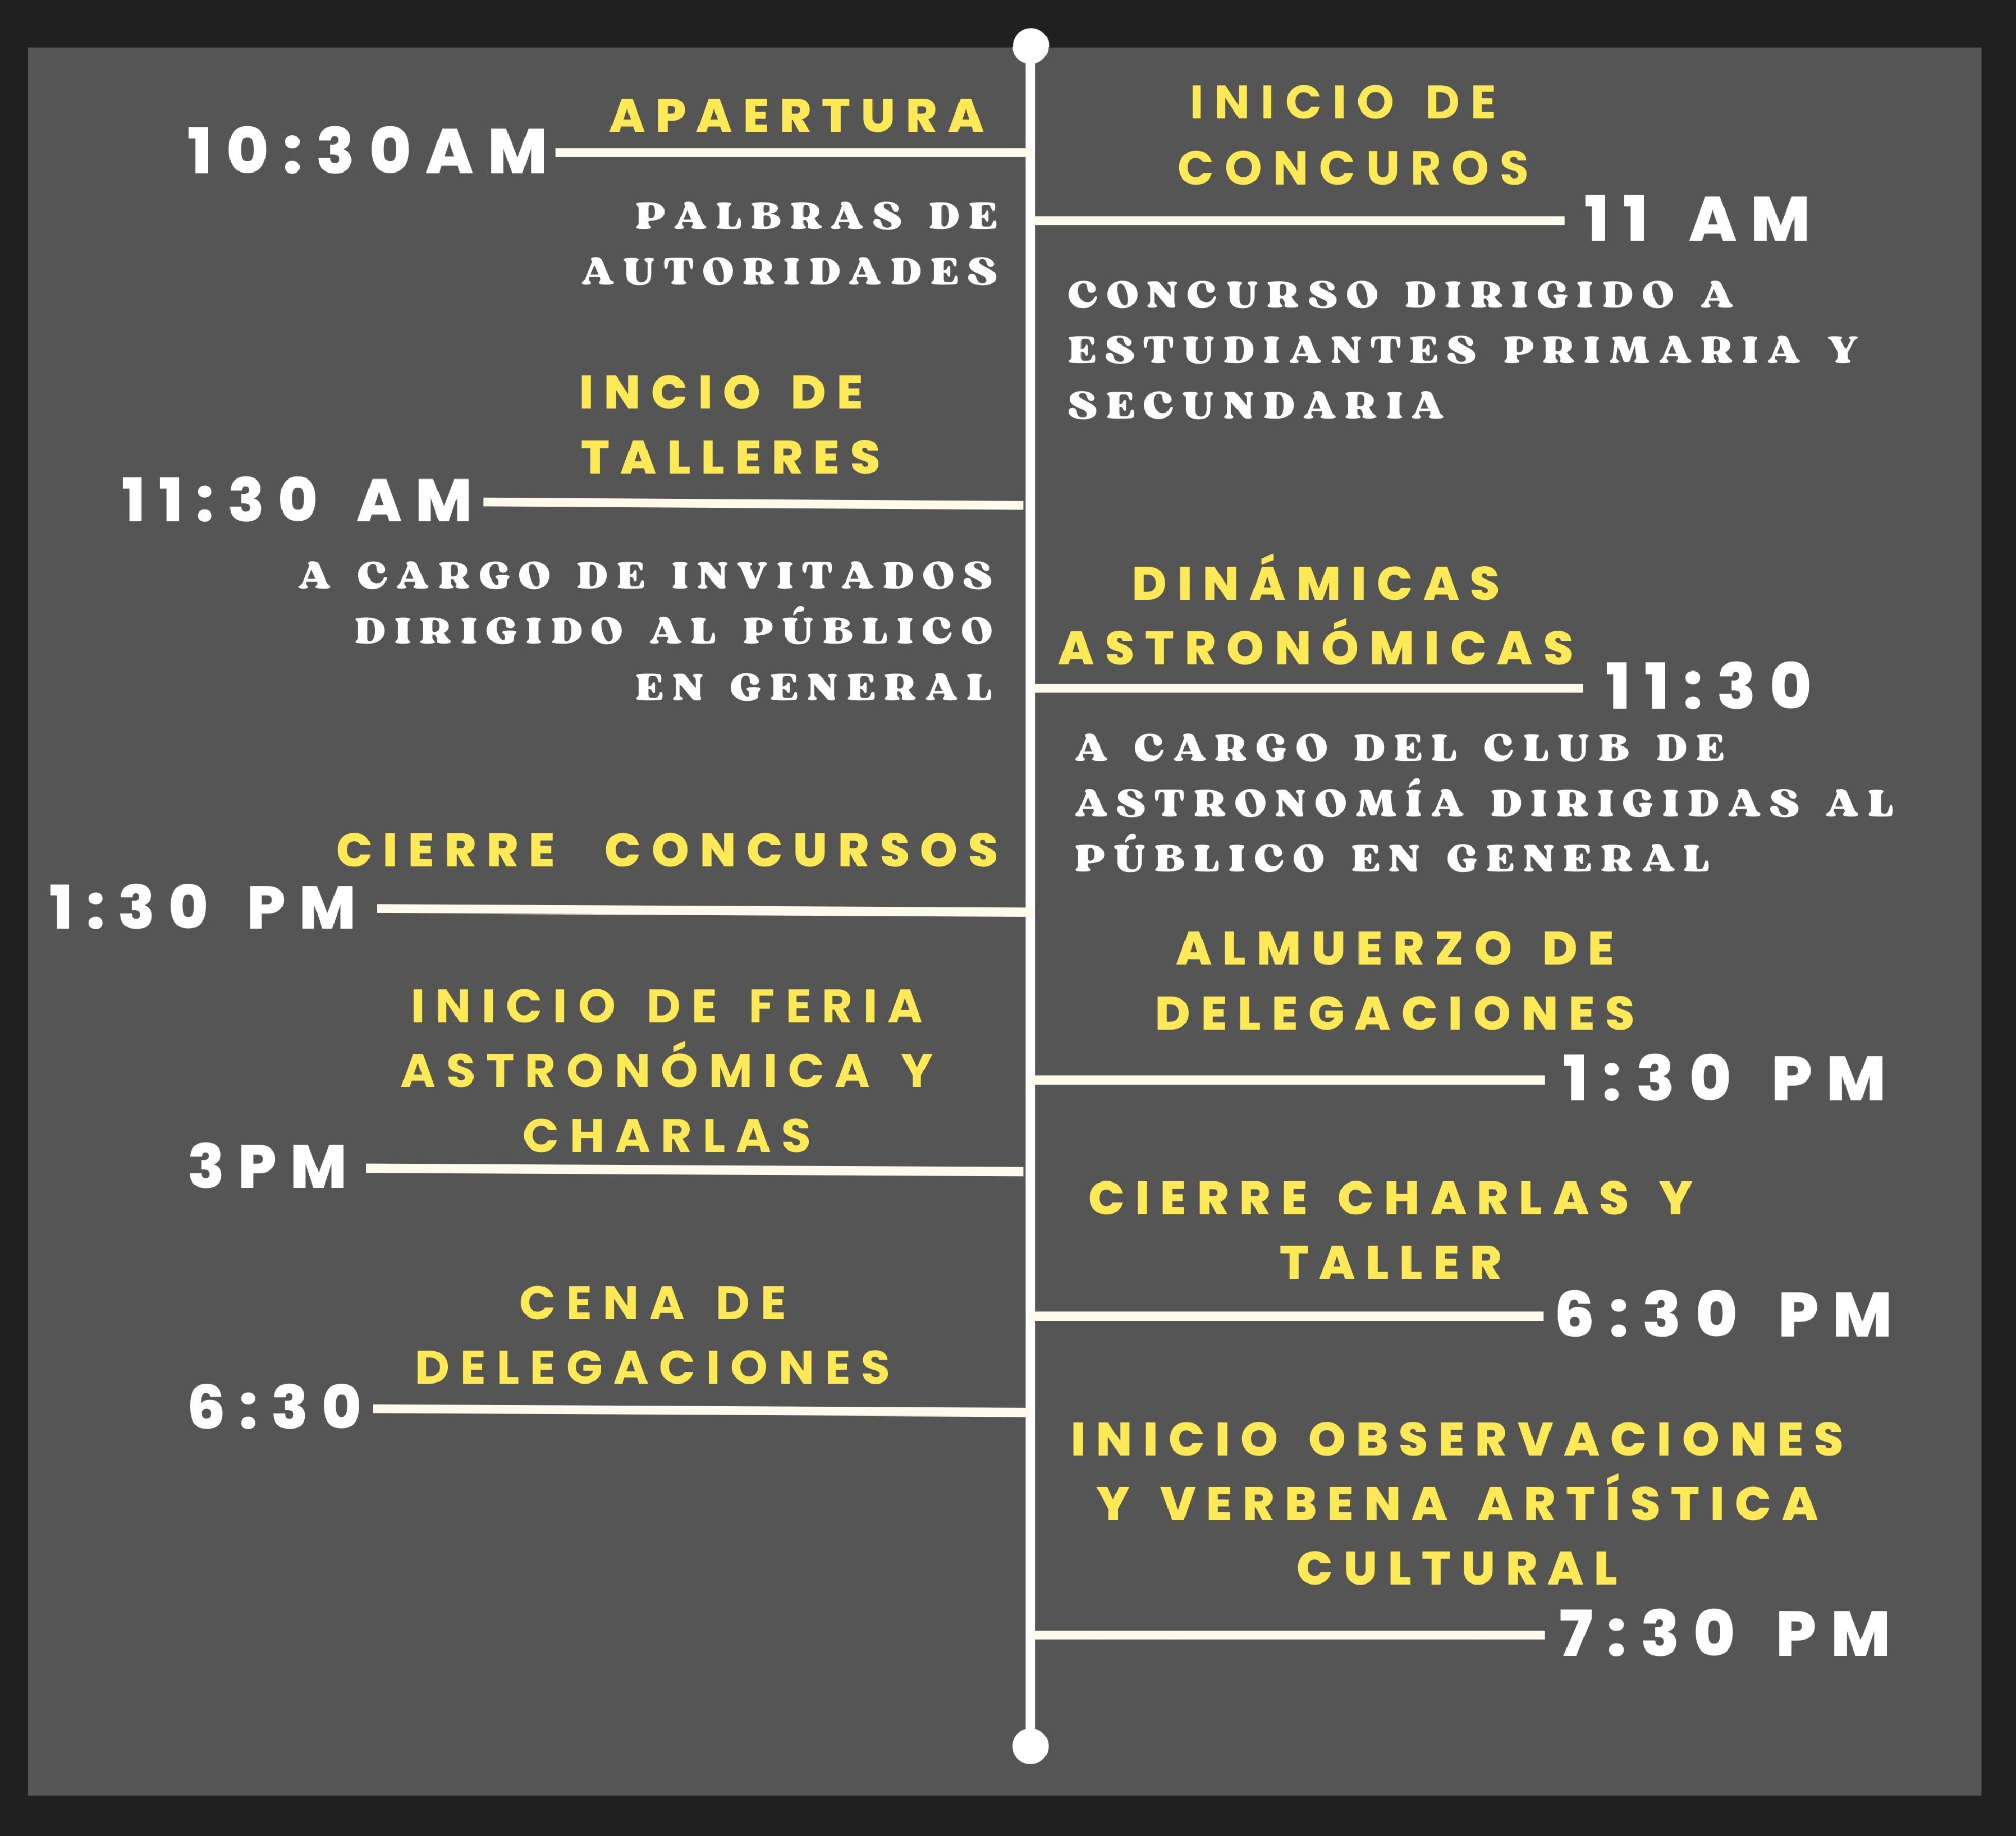 APAERTURA
10:30AM
PALBRAS DE
AUTORIDADES
INICIO DE
CONCUROS
11 AM
CONCURSO DIRIGIDO A
ESTUDIANTES PRIMARIA Y
SECUNDARIA
INCIO DE
TALLERES
11:30 AM
A CARGO DE INVITADOS
DIRIGIDO AL PÚBLICO
EN GENERAL
DINÁMICAS
ASTRONÓMICAS
11:30
A CARGO DEL CLUB DE
ASTRONOMÍA DIRIGIDAS AL
PÚBLICO EN GENERAL
CIERRE CONCURSOS
1:30 PM
ALMUERZO DE
DELEGACIONES
1:30 PM
INICIO DE FERIA
ASTRONÓMICA Y
CHARLAS
3PM
CIERRE CHARLAS Y
TALLER
6:30 PM
CENA DE
DELEGACIONES
6:30
INICIO OBSERVACIONES
Y VERBENA ARTÍSTICA
CULTURAL
7:30 PM